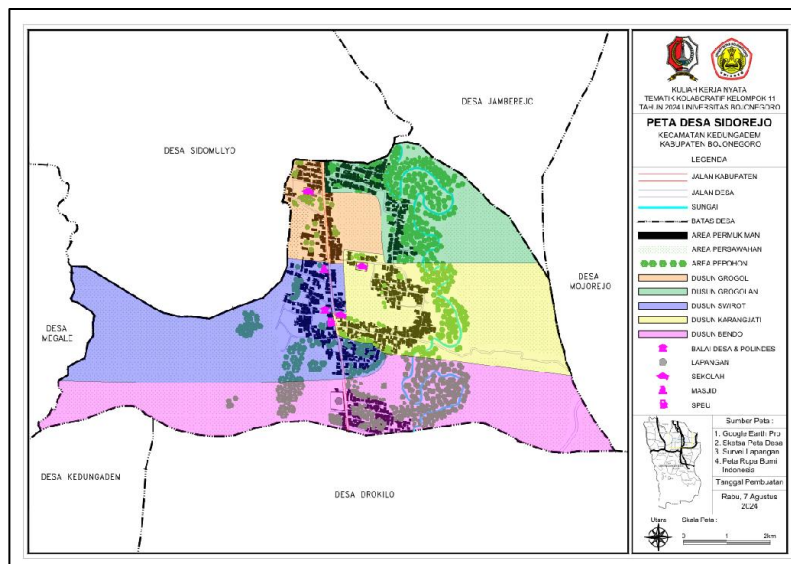 DESA JAMBEREJO
DESA SIDOMULYO
DESA MOJOREJO
DESA MEGALE
DESA KEDUNGADEM
DESA DROKILO
KULIAH KERJA NYATA
TEMATIK KOLABORATIF KELOMPOK 11
TAHUN 2024 UNIVERSITAS BOJONEGORO
PETA DESA SIDOREJO
KECAMATAN KEDUNGADEM
KABUPATEN BOJONEGORO
LEGENDA
JALAN KABUPATEN
JALAN DESA
SUNGAI
BATAS DESA
AREA PERMUKIMAN
AREA PERSAWAHAN
AREA PEPOHON
DUSUN GROGOL
DUSUN GROGOLAN
DUSUN SWIROT
DUSUN KARANGJATI
DUSUN BENDO
BALAI DESA & POLINDES
LAPANGAN
SEKOLAH
MASJID
SPBU
Sumber Peta :
1. Google Earth Pro
2. Sketsa Peta Desa
3. Survei Lapangan
4. Peta Rupa Bumi
Indonesia
Tanggal Pembuatan
Rabu, 7 Agustus
2024
Utara
Skala Peta :
0 1 2km